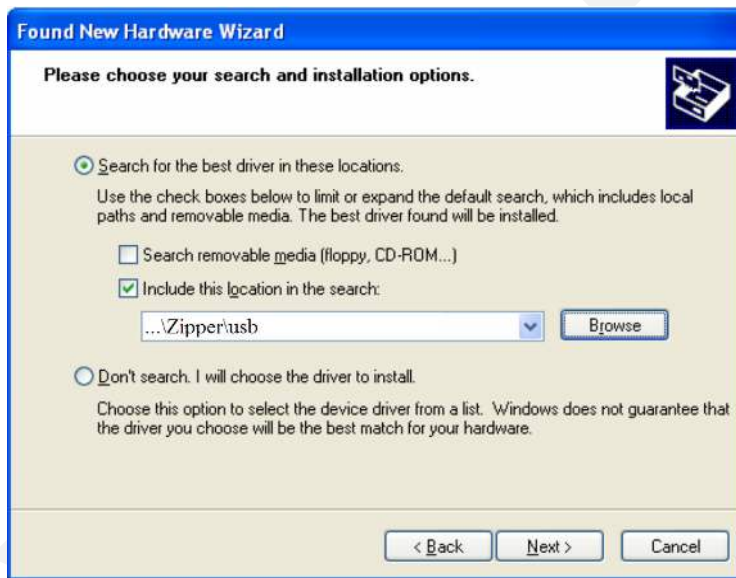 Found New Hardware Wizard
Please choose your search and installation options.
Search for the best driver in these locations.
Use the check boxes below to limit or expand the default search, which includes local
paths and removable media. The best driver found will be installed.
Search removable media (floppy, CD-ROM...)
Include this location in the search:
...\Zipper\usb
Browse
Don't search. I will choose the driver to install.
Choose this option to select the device driver from a list. Windows does not guarantee that
the driver you choose will be the best match for your hardware.
< Back Next > Cancel